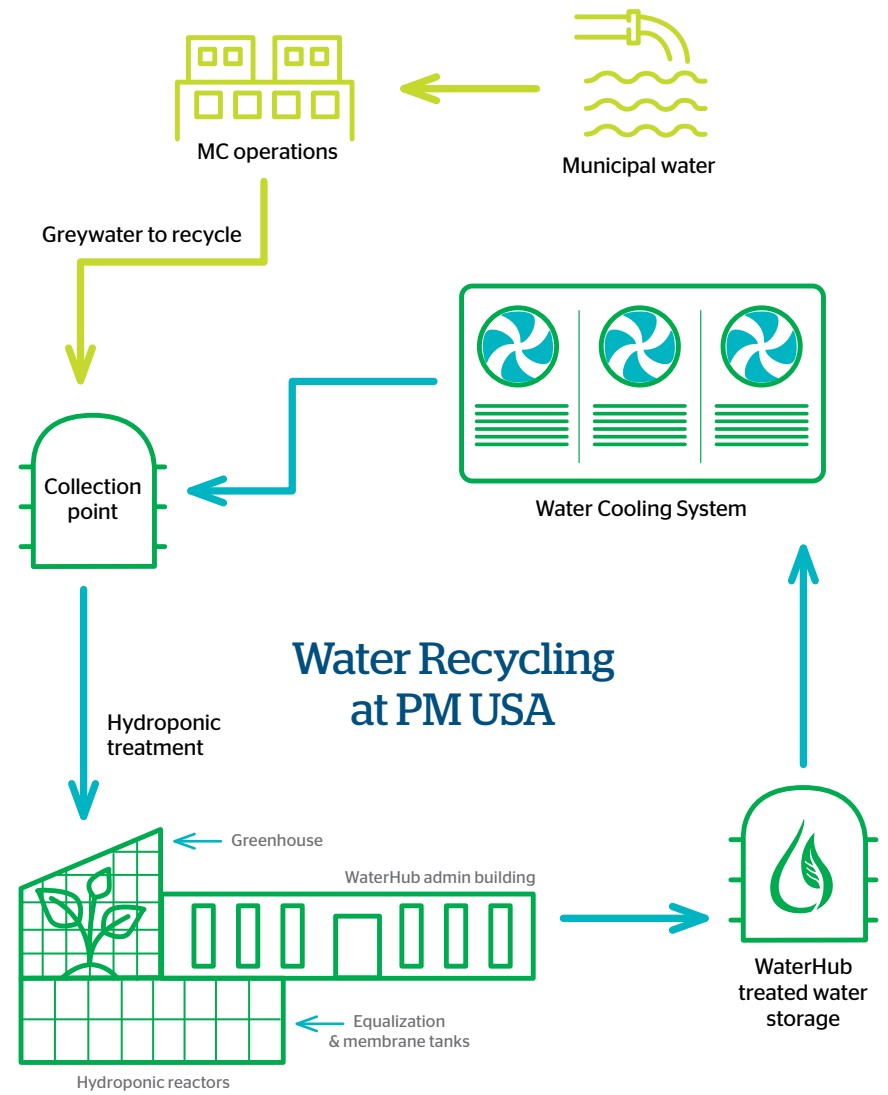 MC operations
Municipal water
Greywater to recycle
Collection
point
Water Cooling System
Water Recycling
at PM USA
Hydroponic
treatment
Greenhouse
WaterHub admin building
WaterHub
treated water
storage
Equalization
& membrane tanks
Hydroponic reactors